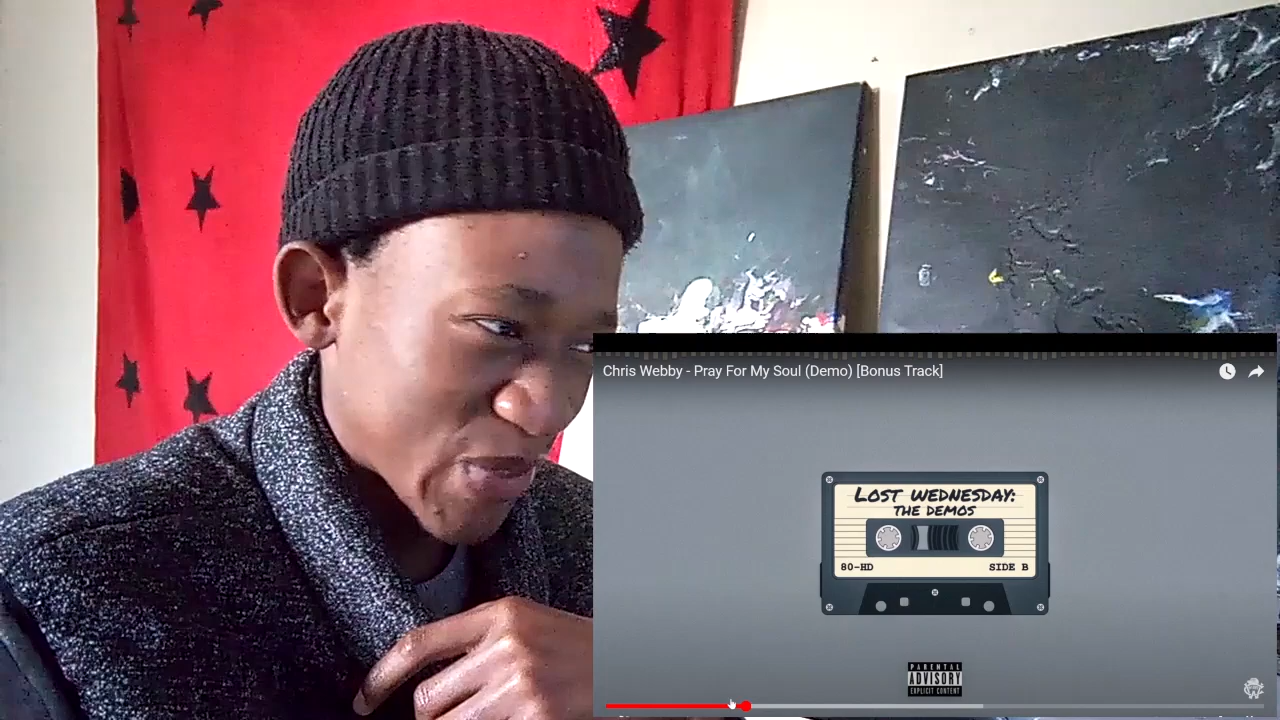 Chris Webby - Pray For My Soul (Demo) [Bonus Track]
LOST WEDNESDAY:
THE DEMOS
80-HD
SIDE B
PARENTAL
ADVISORY
EXPLICIT CONTENT